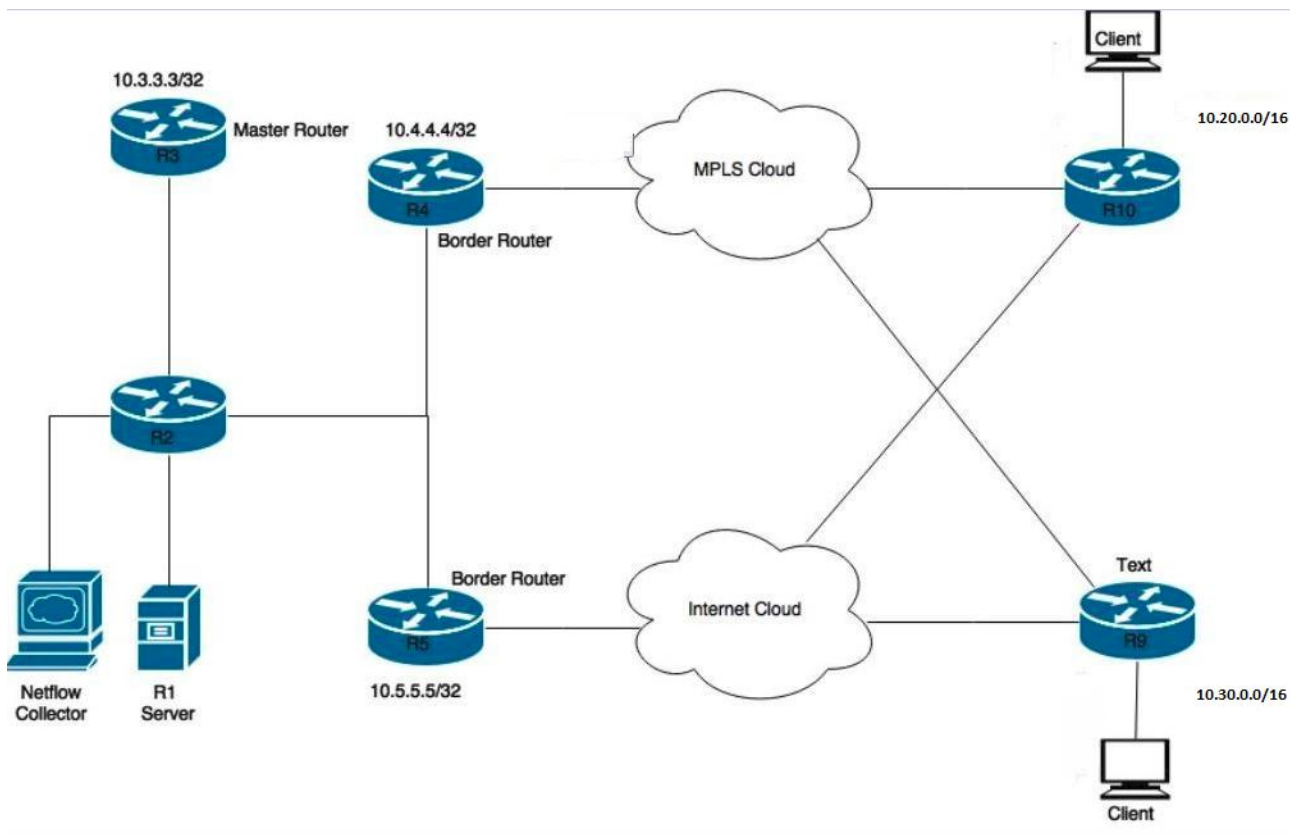 Client
10.3.3.3/32
10.20.0.0/16
Master Router
10.4.4.4/32
R3
MPLS Cloud
R4
R10
Border Router
R2
Border Router
Text
Internet Cloud
R5
R9
Netflow
Collector
R1
Server
10.5.5.5/32
10.30.0.0/16
Client